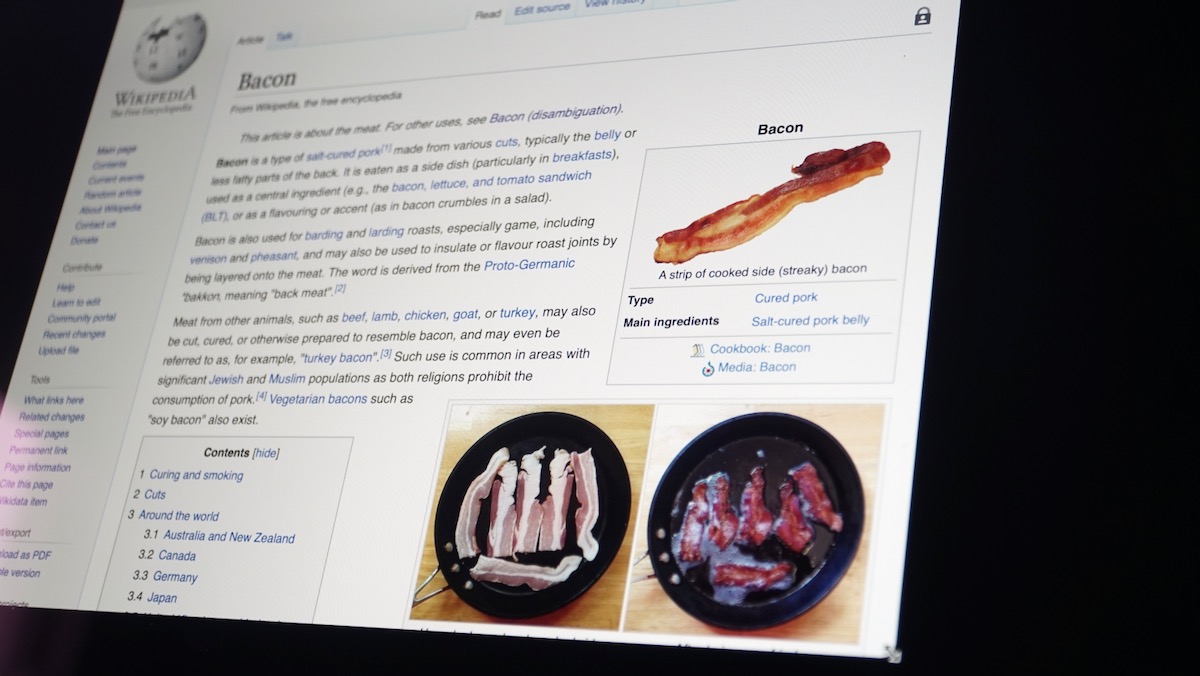 Read Edit source View history
Article Talk
WIKIPEDIA
The Free Encyclopedia
Main page
Contents
Current events
Random article
About Wikipedia
Contact us
Donate
Contribute
Help
Learn to edit
Community portal
Recent changes
Upload file
Tools
What links here
Related changes
Special pages
Permanent link
Page information
Cite this page
Wikidata item
/export
load as PDF
le version
Bacon
From Wikipedia, the free encyclopedia
This article is about the meat. For other uses, see Bacon (disambiguation).
Bacon is a type of salt-cured pork[1] made from various cuts, typically the belly or
less fatty parts of the back. It is eaten as a side dish (particularly in breakfasts),
used as a central ingredient (e.g., the bacon, lettuce, and tomato sandwich
(BLT), or as a flavouring or accent (as in bacon crumbles in a salad).
Bacon is also used for barding and larding roasts, especially game, including
venison and pheasant, and may also be used to insulate or flavour roast joints by
being layered onto the meat. The word is derived from the Proto-Germanic
*bakkon, meaning "back meat".[2]
Meat from other animals, such as beef, lamb, chicken, goat, or turkey, may also
be cut, cured, or otherwise prepared to resemble bacon, and may even be
referred to as, for example, "turkey bacon".[3] Such use is common in areas with
significant Jewish and Muslim populations as both religions prohibit the
consumption of pork.[4] Vegetarian bacons such as
"soy bacon" also exist.
Contents [hide]
1 Curing and smoking
2 Cuts
3 Around the world
3.1 Australia and New Zealand
3.2 Canada
3.3 Germany
3.4 Japan
Bacon
A strip of cooked side (streaky) bacon
Type Cured pork
Main ingredients Salt-cured pork belly
Cookbook: Bacon
Media: Bacon